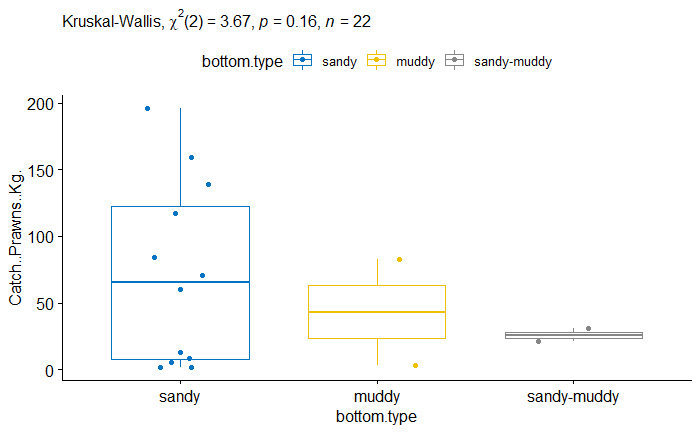 Kruskal-Wallis, χ²(2) = 3.67, p = 0.16, n = 22
bottom.type sandy muddy sandy-muddy
200
150
100
50
0
Catch..Prawns..Kg.
sandy muddy sandy-muddy
bottom.type